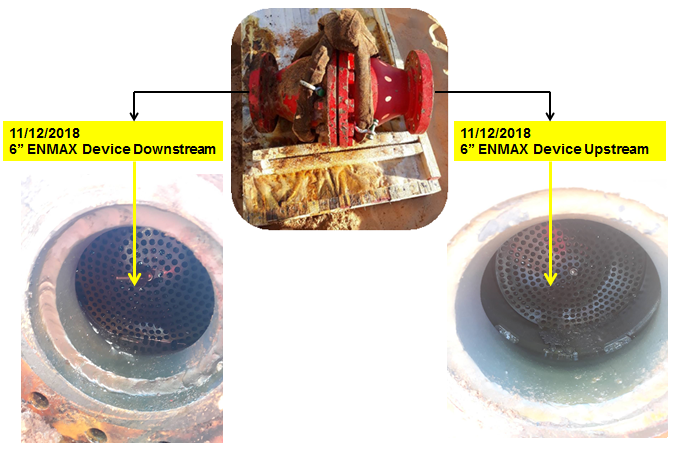 11/12/2018
6” ENMAX Device Downstream
11/12/2018
6” ENMAX Device Upstream